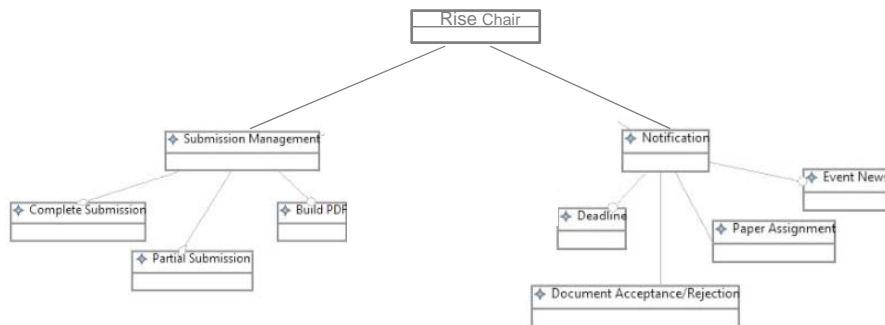 Rise Chair
Submission Management
Notification
Event News
Complete Submission
Build PDF
Deadline
Paper Assignment
Partial Submission
Document Acceptance/Rejection